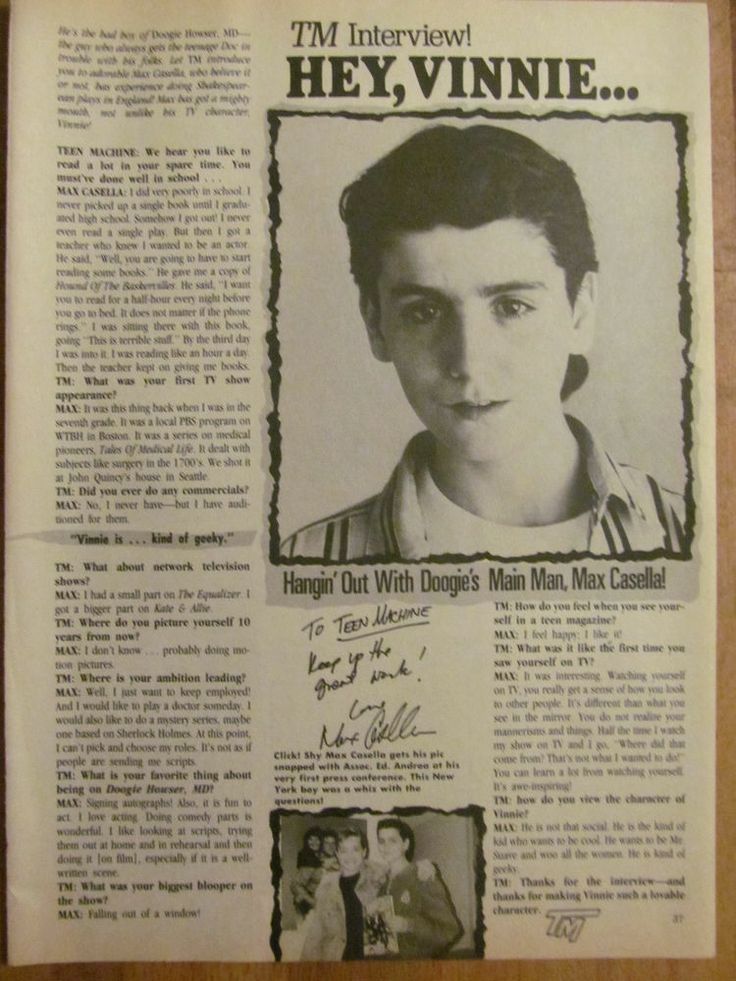 He's the bad boy of Doogie Howser, MD—
the guy who always gets the teenage Doc in
trouble with his folks. Let TM introduce
you to adorable Max Casella, who believe it
or not, has experience doing Shakespear-
ean plays in England! Max has got a mighty
mouth, not unlike his TV character,
Vinnie!
TEEN MACHINE: We hear you like to
read a lot in your spare time. You
must've done well in school . . .
MAX CASELLA: I did very poorly in school. I
never picked up a single book until I gradu-
ated high school. Somehow I got out! I never
even read a single play. But then I got a
teacher who knew I wanted to be an actor.
He said, "Well, you are going to have to start
reading some books." He gave me a copy of
Hound Of The Baskervilles. He said, "I want
you to read for a half-hour every night before
you go to bed. It does not matter if the phone
rings." I was sitting there with this book,
going "This is terrible stuff." By the third day
I was into it. I was reading like an hour a day.
Then the teacher kept on giving me books.
TM: What was your first TV show
appearance?
MAX: It was this thing back when I was in the
seventh grade. It was a local PBS program on
WTBH in Boston. It was a series on medical
pioneers, Tales Of Medical Life. It dealt with
subjects like surgery in the 1700's. We shot it
at John Quincy's house in Seattle.
TM: Did you ever do any commercials?
MAX: No, I never have—but I have audi-
tioned for them.
"Vinnie is . . . kind of geeky."
TM: What about network television
shows?
MAX: I had a small part on The Equalizer. I
got a bigger part on Kate & Allie.
TM: Where do you picture yourself 10
years from now?
MAX: I don't know . . . probably doing mo-
tion pictures.
TM: Where is your ambition leading?
MAX: Well, I just want to keep employed!
And I would like to play a doctor someday. I
would also like to do a mystery series, maybe
one based on Sherlock Holmes. At this point,
I can't pick and choose my roles. It's not as if
people are sending me scripts.
TM: What is your favorite thing about
being on Doogie Howser, MD?
MAX: Signing autographs! Also, it is fun to
act. I love acting. Doing comedy parts is
wonderful. I like looking at scripts, trying
them out at home and in rehearsal and then
doing it [on film], especially if it is a well-
written scene.
TM: What was your biggest blooper on
the show?
MAX: Falling out of a window!
TM Interview!
HEY, VINNIE...
Hangin' Out With Doogie's Main Man, Max Casella!
TO TEEN MACHINE
Keep up the
great work!
Max Casella
Click! Shy Max Casella gets his pic
snapped with Assoc. Ed. Andrea at his
very first press conference. This New
York boy was a whiz with the
questions!
TM: How do you feel when you see your-
self in a teen magazine?
MAX: I feel happy. I like it!
TM: What was it like the first time you
saw yourself on TV?
MAX: It was interesting. Watching yourself
on TV, you really get a sense of how you look
to other people. It's different than what you
see in the mirror. You do not realize your
mannerisms and things. Half the time I watch
my show on TV and I go, "Where did that
come from? That's not what I wanted to do!"
You can learn a lot from watching yourself.
It's awe-inspiring!
TM: how do you view the character of
Vinnie?
MAX: He is not that social. He is the kind of
kid who wants to be cool. He wants to be Mr.
Suave and woo all the women. He is kind of
geeky.
TM: Thanks for the interview—and
thanks for making Vinnie such a lovable
character.
TM
37